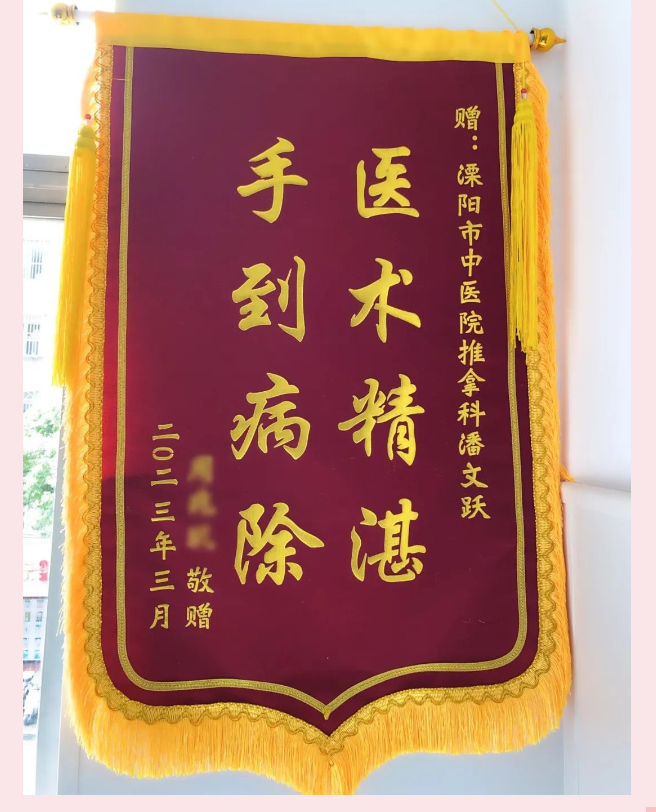 赠：溧阳市中医院推拿科潘文跃
医术精湛
手到病除
敬赠
二〇二三年三月